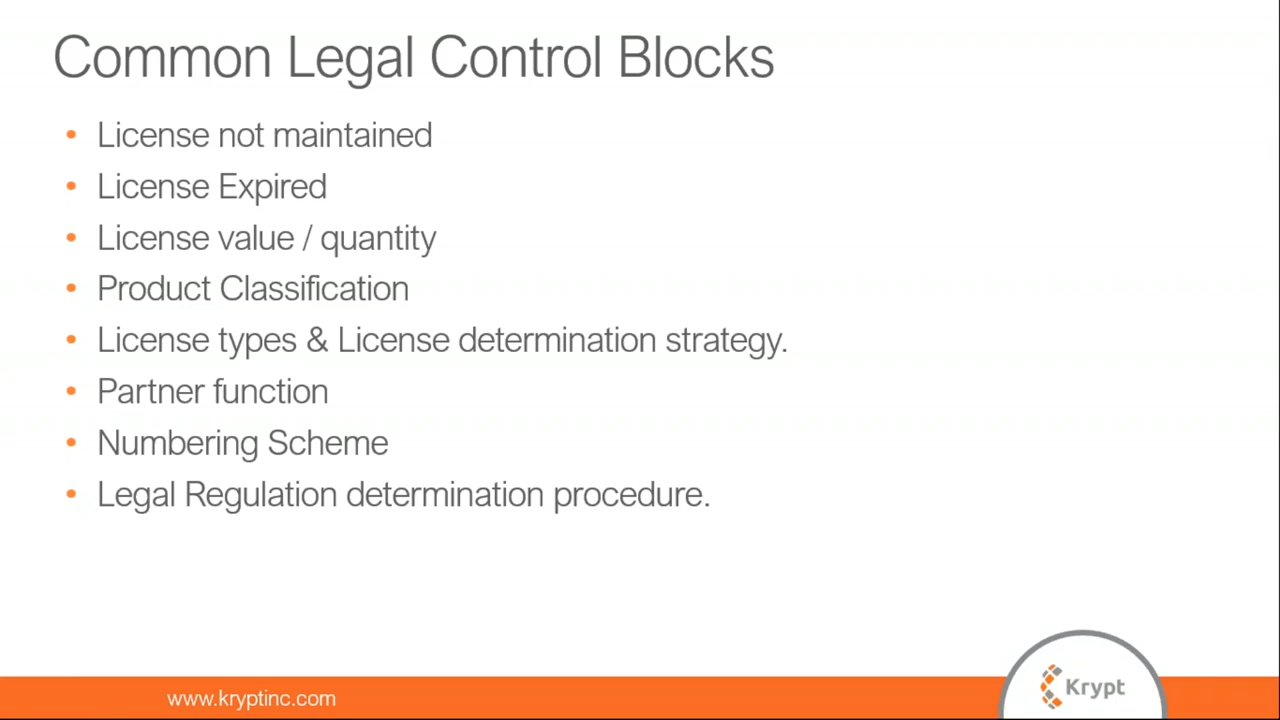 Common Legal Control Blocks
• License not maintained
• License Expired
• License value / quantity
• Product Classification
• License types & License determination strategy.
• Partner function
• Numbering Scheme
• Legal Regulation determination procedure.
www.kryptinc.com
Krypt